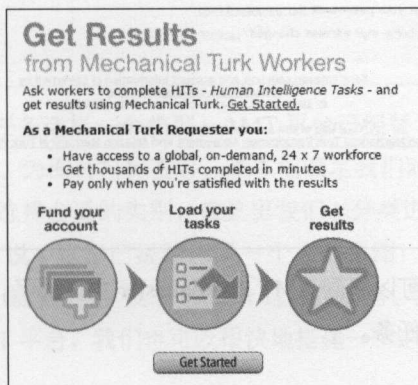 Get Results
from Mechanical Turk Workers
Ask workers to complete HITs - Human Intelligence Tasks - and
get results using Mechanical Turk. Get Started.
As a Mechanical Turk Requester you:
• Have access to a global, on-demand, 24 x 7 workforce
• Get thousands of HITs completed in minutes
• Pay only when you're satisfied with the results
Fund your account
Load your tasks
Get results
Get Started